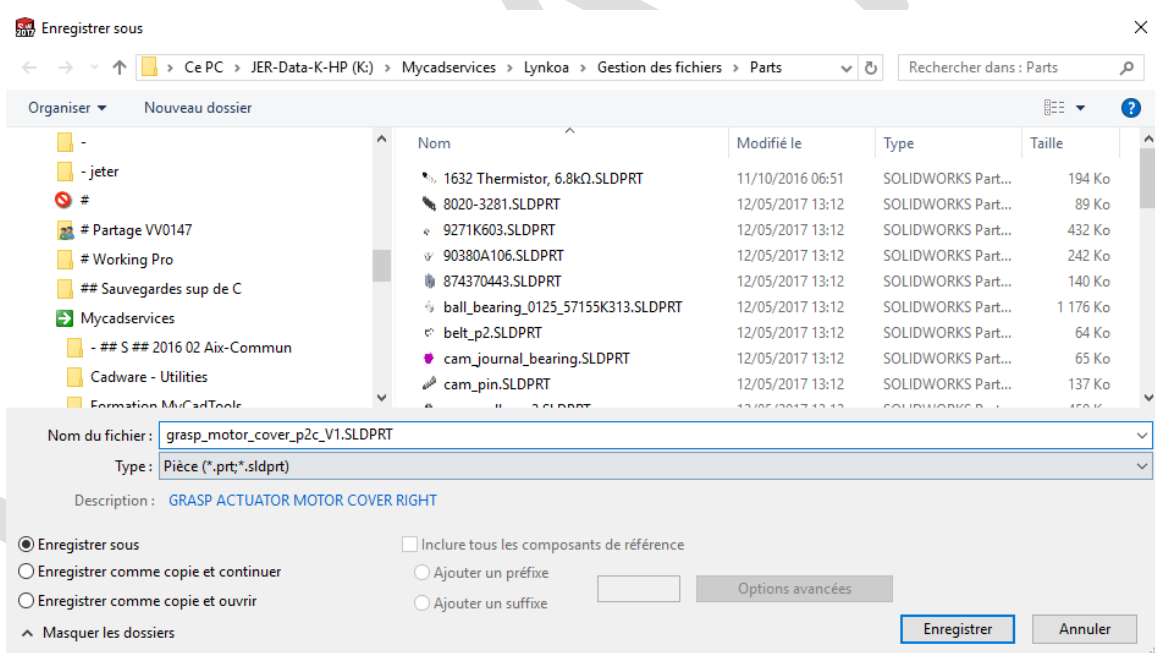 SW 2017 Enregistrer sous
Ce PC > JER-Data-K-HP (K:) > Mycadservices > Lynkoa > Gestion des fichiers > Parts Rechercher dans : Parts
Organiser Nouveau dossier
-
- jeter
#
# Partage VV0147
# Working Pro
## Sauvegardes sup de C
Mycadservices
- ## S ## 2016 02 Aix-Commun
Cadware - Utilities
Formation MyCadTools
Nom Modifié le Type Taille
1632 Thermistor, 6.8kΩ.SLDPRT 11/10/2016 06:51 SOLIDWORKS Part... 194 Ko
8020-3281.SLDPRT 12/05/2017 13:12 SOLIDWORKS Part... 89 Ko
9271K603.SLDPRT 12/05/2017 13:12 SOLIDWORKS Part... 432 Ko
90380A106.SLDPRT 12/05/2017 13:12 SOLIDWORKS Part... 242 Ko
874370443.SLDPRT 12/05/2017 13:12 SOLIDWORKS Part... 140 Ko
ball_bearing_0125_57155K313.SLDPRT 12/05/2017 13:12 SOLIDWORKS Part... 1 176 Ko
belt_p2.SLDPRT 12/05/2017 13:12 SOLIDWORKS Part... 64 Ko
cam_journal_bearing.SLDPRT 12/05/2017 13:12 SOLIDWORKS Part... 65 Ko
cam_pin.SLDPRT 12/05/2017 13:12 SOLIDWORKS Part... 137 Ko
Nom du fichier : grasp_motor_cover_p2c_V1.SLDPRT
Type : Pièce (*.prt;*.sldprt)
Description : GRASP ACTUATOR MOTOR COVER RIGHT
Enregistrer sous
Enregistrer comme copie et continuer
Enregistrer comme copie et ouvrir
Inclure tous les composants de référence
Ajouter un préfixe
Ajouter un suffixe
Options avancées
Masquer les dossiers
Enregistrer Annuler